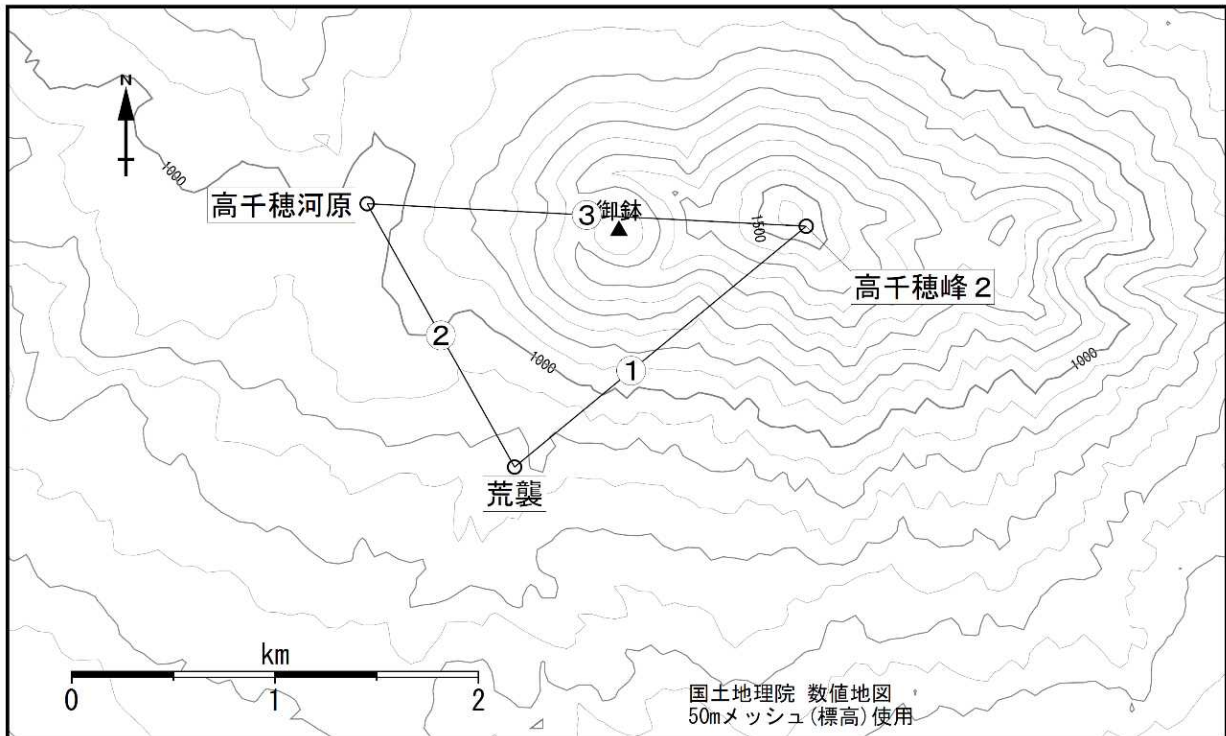 N
1000
高千穂河原
③
御鉢
1500
高千穂峰2
②
①
1000
1000
荒襲
km
0 1 2
国土地理院 数値地図
50mメッシュ(標高)使用